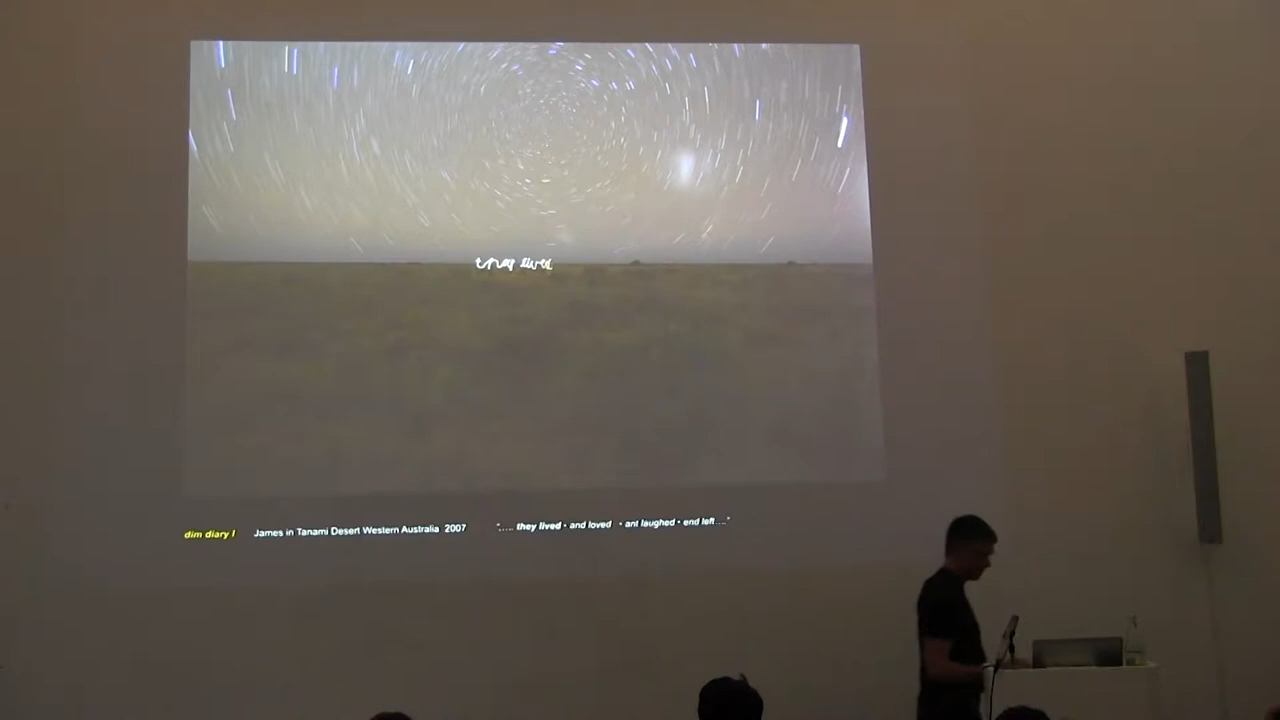 they lived
dim diary I James in Tanami Desert Western Australia 2007 "..... they lived • and loved • ant laughed • end left...."